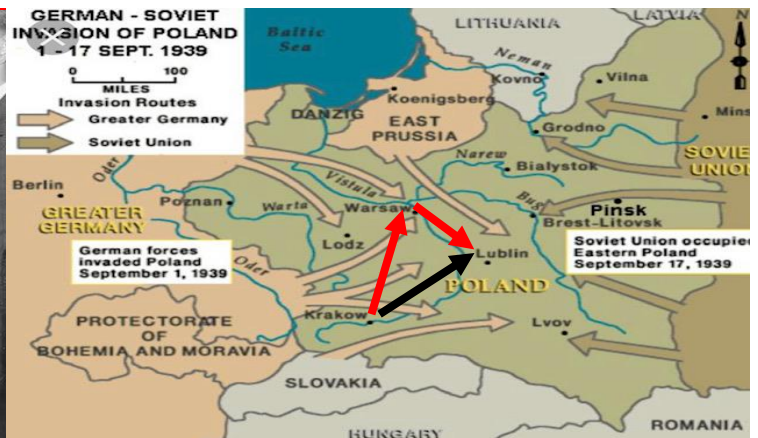 GERMAN - SOVIET
INVASION OF POLAND
1 - 17 SEPT. 1939
0 100
MILES
Invasion Routes
Greater Germany
Soviet Union
Baltic
Sea
LITHUANIA
LATVIA
N
Neman
Kovno
Vilna
Koenigsberg
DANZIG
EAST
PRUSSIA
Grodno
Mins
SOVIE
UNION
Narew
Bialystok
Oder
Berlin
Vistula
Poznan
Warta
Warsaw
Bug
Pinsk
Brest-Litovsk
GREATER
GERMANY
Lodz
German forces
invaded Poland
September 1, 1939
Oder
Lublin
Soviet Union occupie
Eastern Poland
September 17, 1939
POLAND
PROTECTORATE
OF
BOHEMIA AND MORAVIA
Krakow
Lvov
SLOVAKIA
HUNGARY
ROMANIA